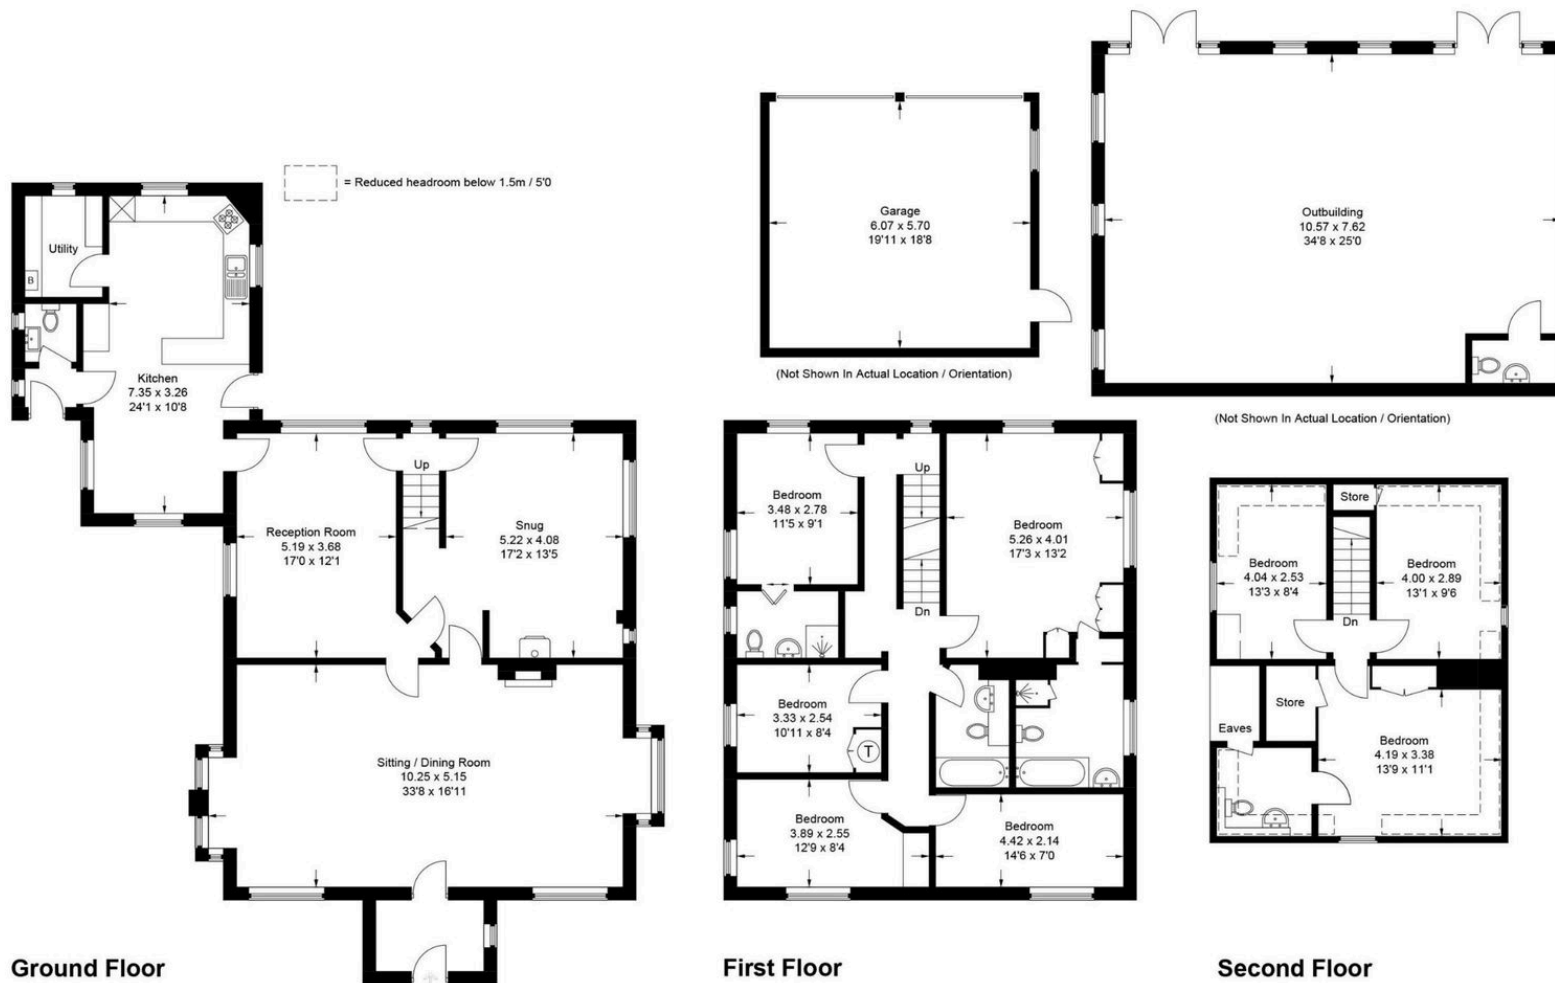 = Reduced headroom below 1.5m / 5'0
Utility
B
Kitchen
7.35 x 3.26
24'1 x 10'8
Up
Reception Room
5.19 x 3.68
17'0 x 12'1
Snug
5.22 x 4.08
17'2 x 13'5
Sitting / Dining Room
10.25 x 5.15
33'8 x 16'11
Ground Floor
Garage
6.07 x 5.70
19'11 x 18'8
(Not Shown In Actual Location / Orientation)
Outbuilding
10.57 x 7.62
34'8 x 25'0
(Not Shown In Actual Location / Orientation)
Up
Bedroom
3.48 x 2.78
11'5 x 9'1
Bedroom
5.26 x 4.01
17'3 x 13'2
Dn
Bedroom
3.33 x 2.54
10'11 x 8'4
T
Bedroom
3.89 x 2.55
12'9 x 8'4
Bedroom
4.42 x 2.14
14'6 x 7'0
First Floor
Store
Bedroom
4.04 x 2.53
13'3 x 8'4
Bedroom
4.00 x 2.89
13'1 x 9'6
Dn
Store
Eaves
Bedroom
4.19 x 3.38
13'9 x 11'1
Second Floor